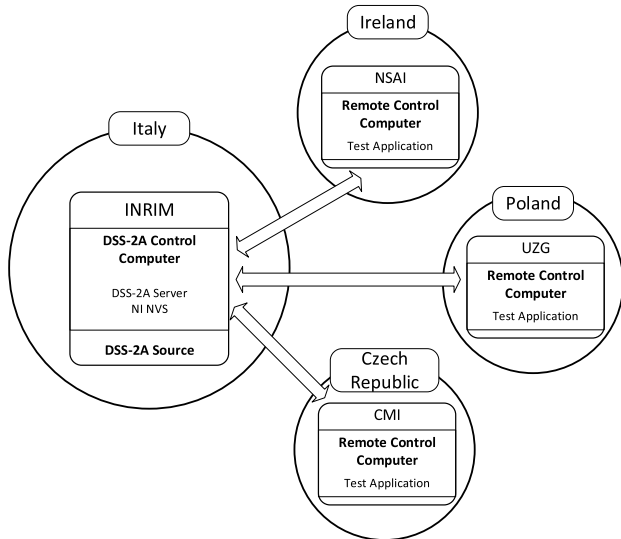 Italy
INRIM
DSS-2A Control
Computer
DSS-2A Server
NI NVS
DSS-2A Source
Ireland
NSAI
Remote Control
Computer
Test Application
Poland
UZG
Remote Control
Computer
Test Application
Czech
Republic
CMI
Remote Control
Computer
Test Application